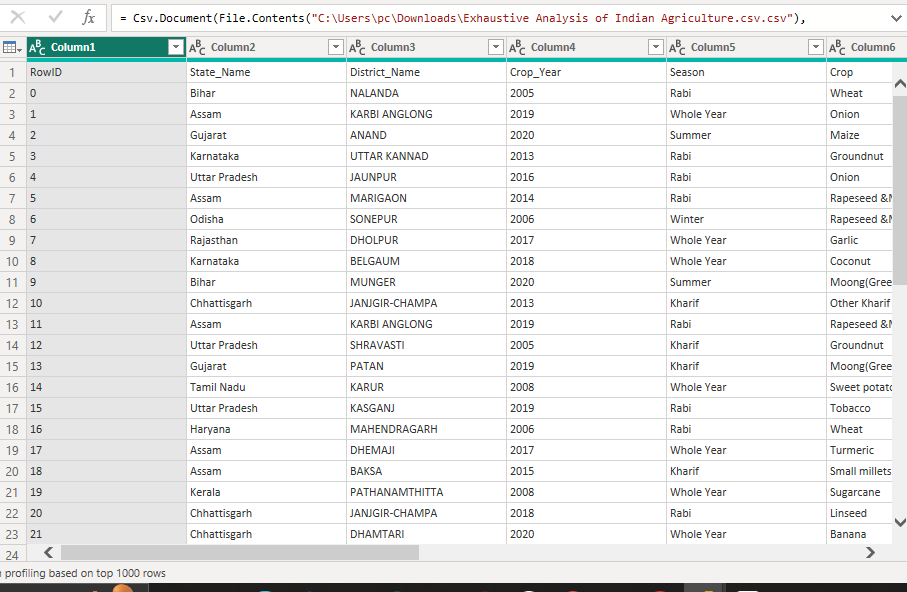 fx = Csv.Document(File.Contents("C:\Users\pc\Downloads\Exhaustive Analysis of Indian Agriculture.csv.csv"),
ABC Column1 ABC Column2 ABC Column3 ABC Column4 ABC Column5 ABC Column6
1 RowID State_Name District_Name Crop_Year Season Crop
2 0 Bihar NALANDA 2005 Rabi Wheat
3 1 Assam KARBI ANGLONG 2019 Whole Year Onion
4 2 Gujarat ANAND 2020 Summer Maize
5 3 Karnataka UTTAR KANNAD 2013 Rabi Groundnut
6 4 Uttar Pradesh JAUNPUR 2016 Rabi Onion
7 5 Assam MARIGAON 2014 Rabi Rapeseed &M
8 6 Odisha SONEPUR 2006 Winter Rapeseed &M
9 7 Rajasthan DHOLPUR 2017 Whole Year Garlic
10 8 Karnataka BELGAUM 2018 Whole Year Coconut
11 9 Bihar MUNGER 2020 Summer Moong(Gree
12 10 Chhattisgarh JANJGIR-CHAMPA 2013 Kharif Other Kharif
13 11 Assam KARBI ANGLONG 2019 Rabi Rapeseed &M
14 12 Uttar Pradesh SHRAVASTI 2005 Kharif Groundnut
15 13 Gujarat PATAN 2019 Kharif Moong(Gree
16 14 Tamil Nadu KARUR 2008 Whole Year Sweet potato
17 15 Uttar Pradesh KASGANJ 2019 Rabi Tobacco
18 16 Haryana MAHENDRAGARH 2006 Rabi Wheat
19 17 Assam DHEMAJI 2017 Whole Year Turmeric
20 18 Assam BAKSA 2015 Kharif Small millets
21 19 Kerala PATHANAMTHITTA 2008 Whole Year Sugarcane
22 20 Chhattisgarh JANJGIR-CHAMPA 2018 Rabi Linseed
23 21 Chhattisgarh DHAMTARI 2020 Whole Year Banana
24
profiling based on top 1000 rows